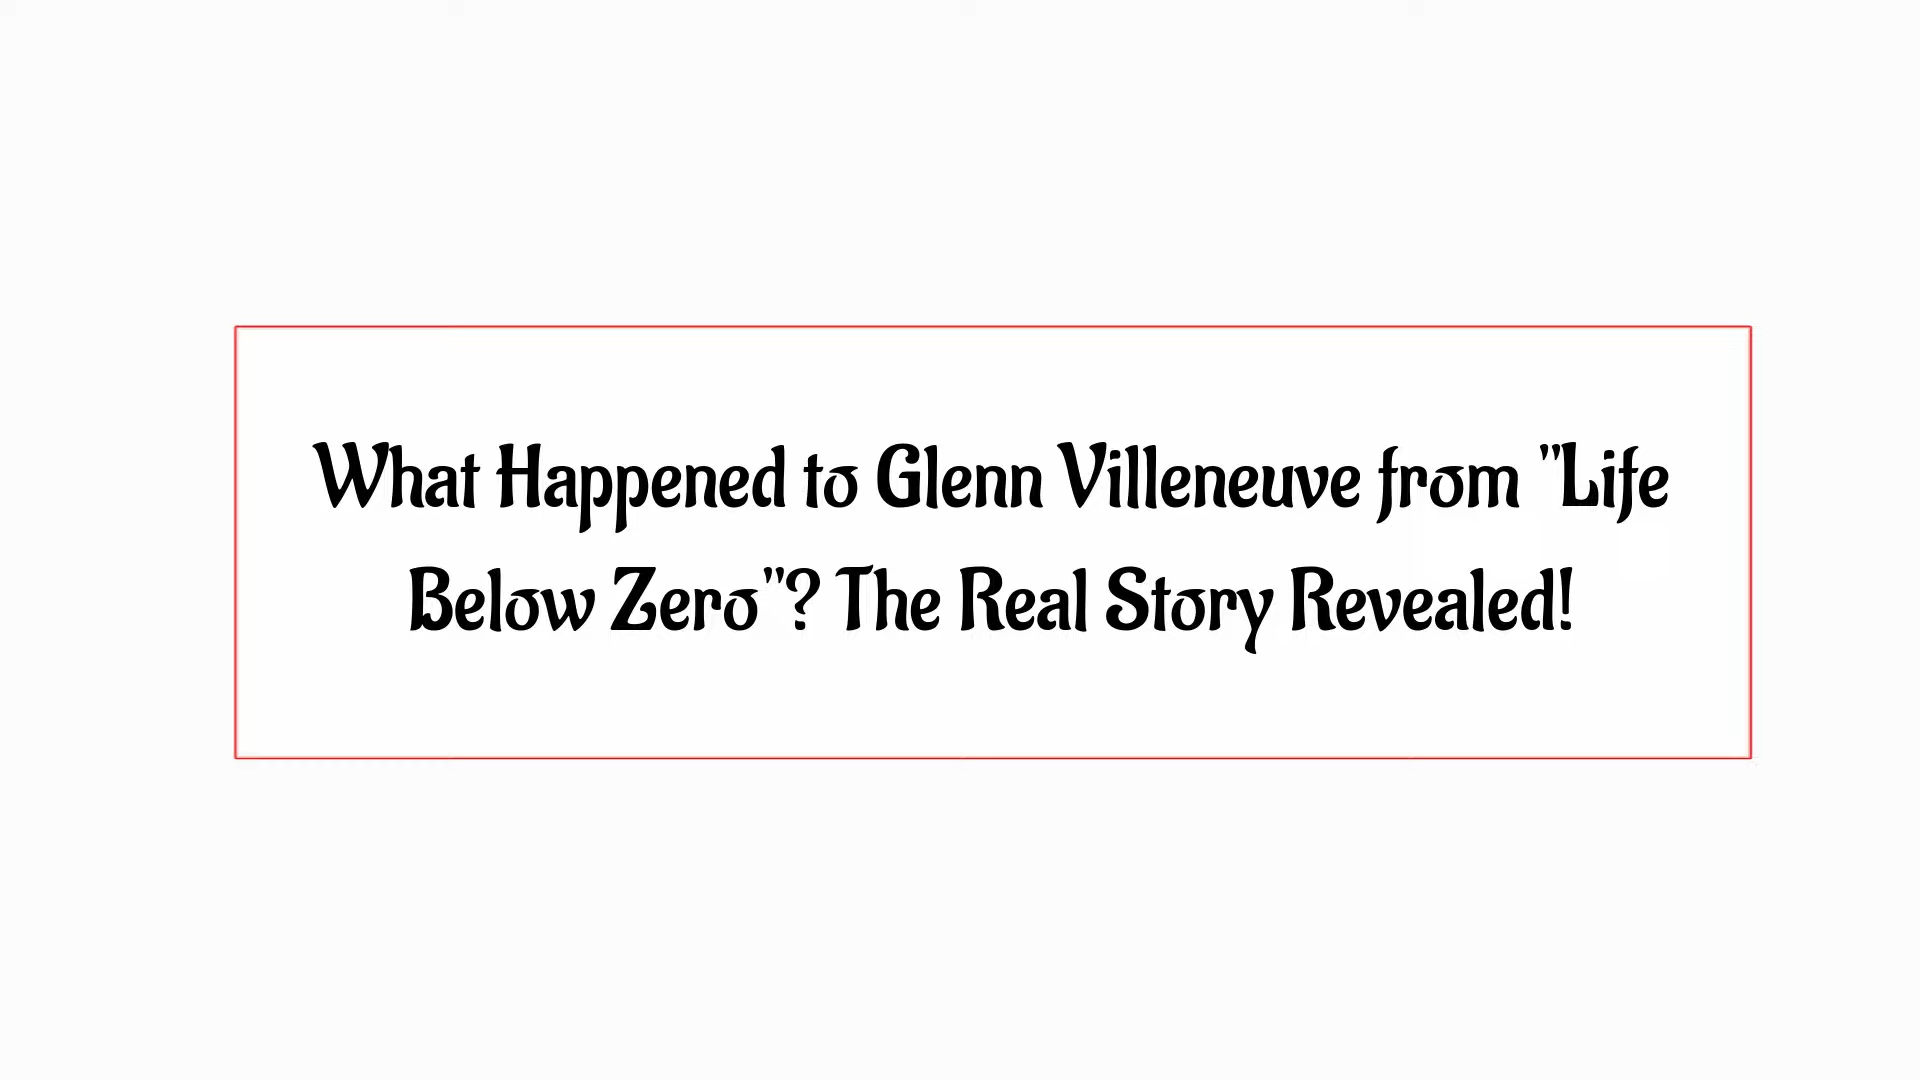 What Happened to Glenn Villeneuve from "Life
Below Zero"? The Real Story Revealed!